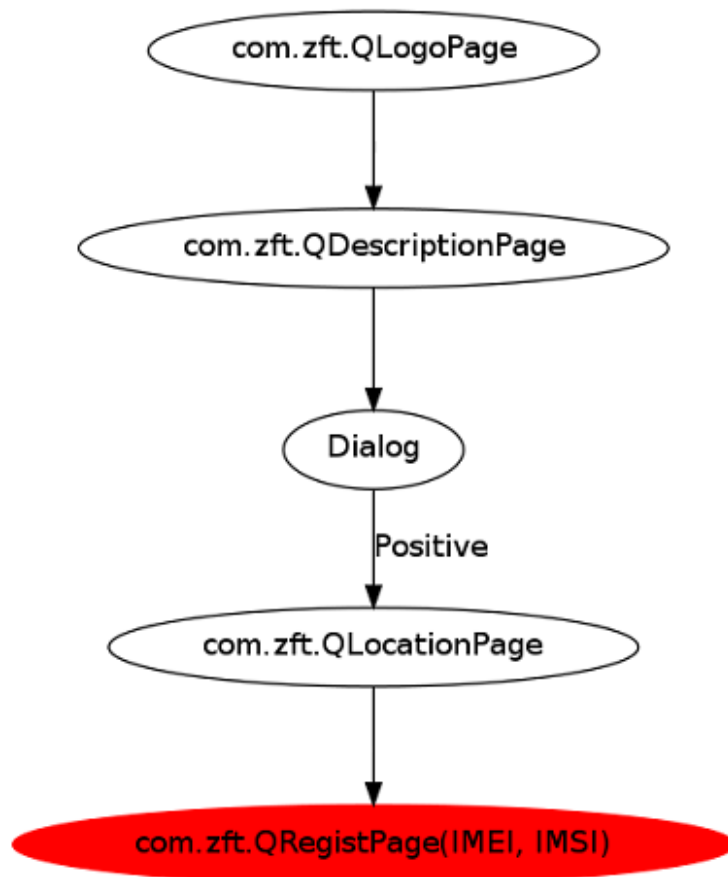 com.zft.QLogoPage
com.zft.QDescriptionPage
Dialog
Positive
com.zft.QLocationPage
com.zft.QRegistPage(IMEI, IMSI)